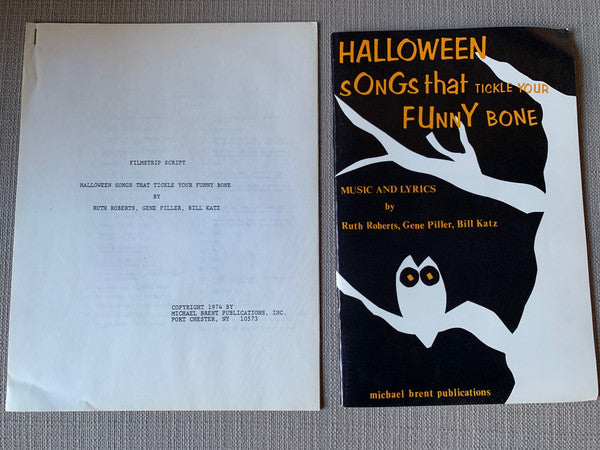 FILMSTRIP SCRIPT
HALLOWEEN SONGS THAT TICKLE YOUR FUNNY BONE
BY
RUTH ROBERTS, GENE PILLER, BILL KATZ
COPYRIGHT 1974 BY
MICHAEL BRENT PUBLICATIONS, INC.
PORT CHESTER, NY 10573
HALLOWEEN
sONGs that TICKLE YOUR
FUNNY BONE
MUSIC AND LYRICS
by
Ruth Roberts, Gene Piller, Bill Katz
michael brent publications